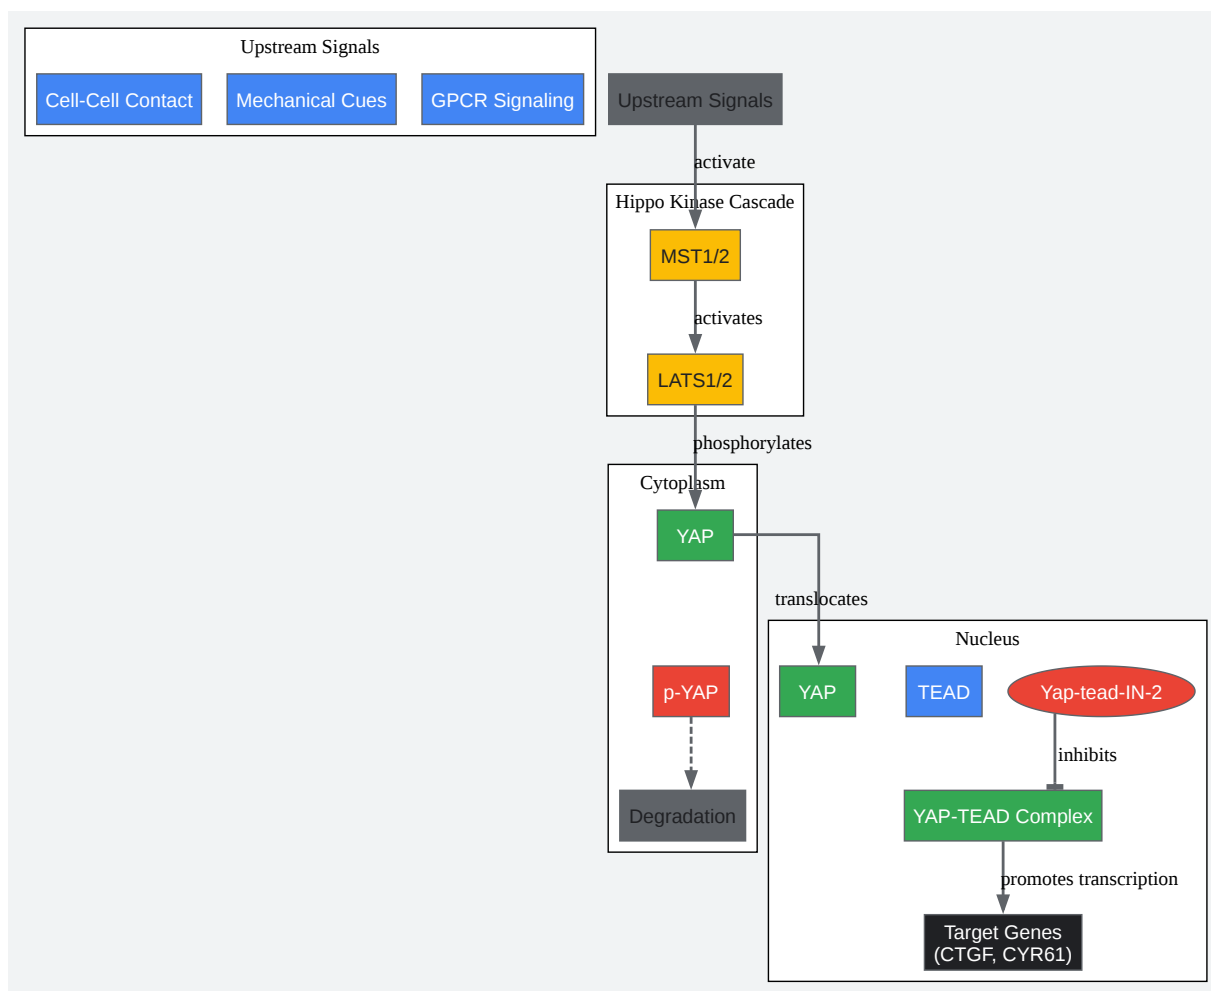 Upstream Signals
Cell-Cell Contact
Mechanical Cues
GPCR Signaling
Upstream Signals
activate
Hippo Kinase Cascade
MST1/2
activates
LATS1/2
phosphorylates
Cytoplasm
YAP
translocates
Nucleus
p-YAP
YAP
TEAD
Yap-tead-IN-2
inhibits
Degradation
YAP-TEAD Complex
promotes transcription
Target Genes
(CTGF, CYR61)